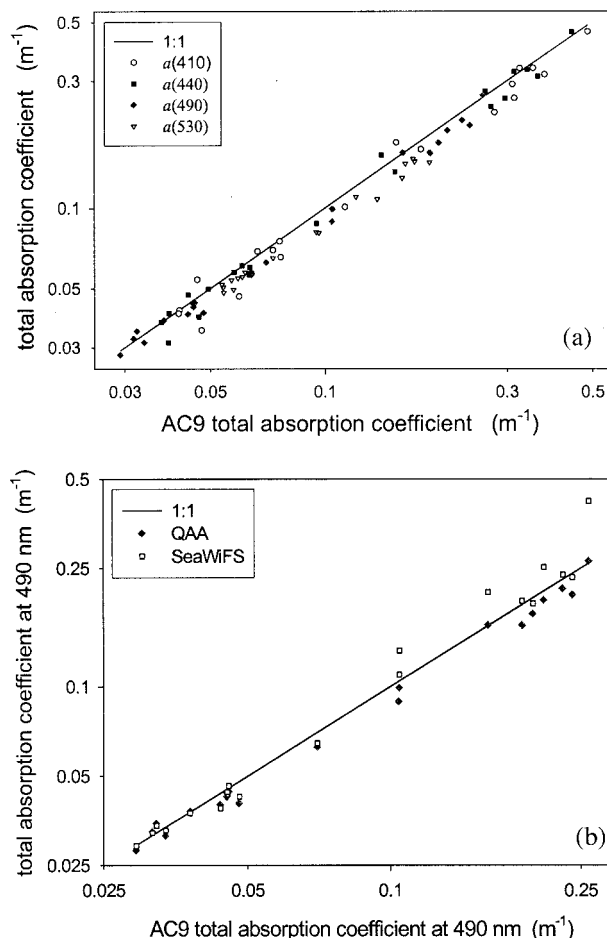 0.5
0.3
0.1
0.05
0.03
total absorption coefficient (m⁻¹)
1:1
a(410)
a(440)
a(490)
a(530)
(a)
0.03 0.05 0.1 0.3 0.5
AC9 total absorption coefficient (m⁻¹)
0.5
0.25
0.1
0.05
0.025
total absorption coefficient at 490 nm (m⁻¹)
1:1
QAA
SeaWiFS
(b)
0.025 0.05 0.1 0.25
AC9 total absorption coefficient at 490 nm (m⁻¹)